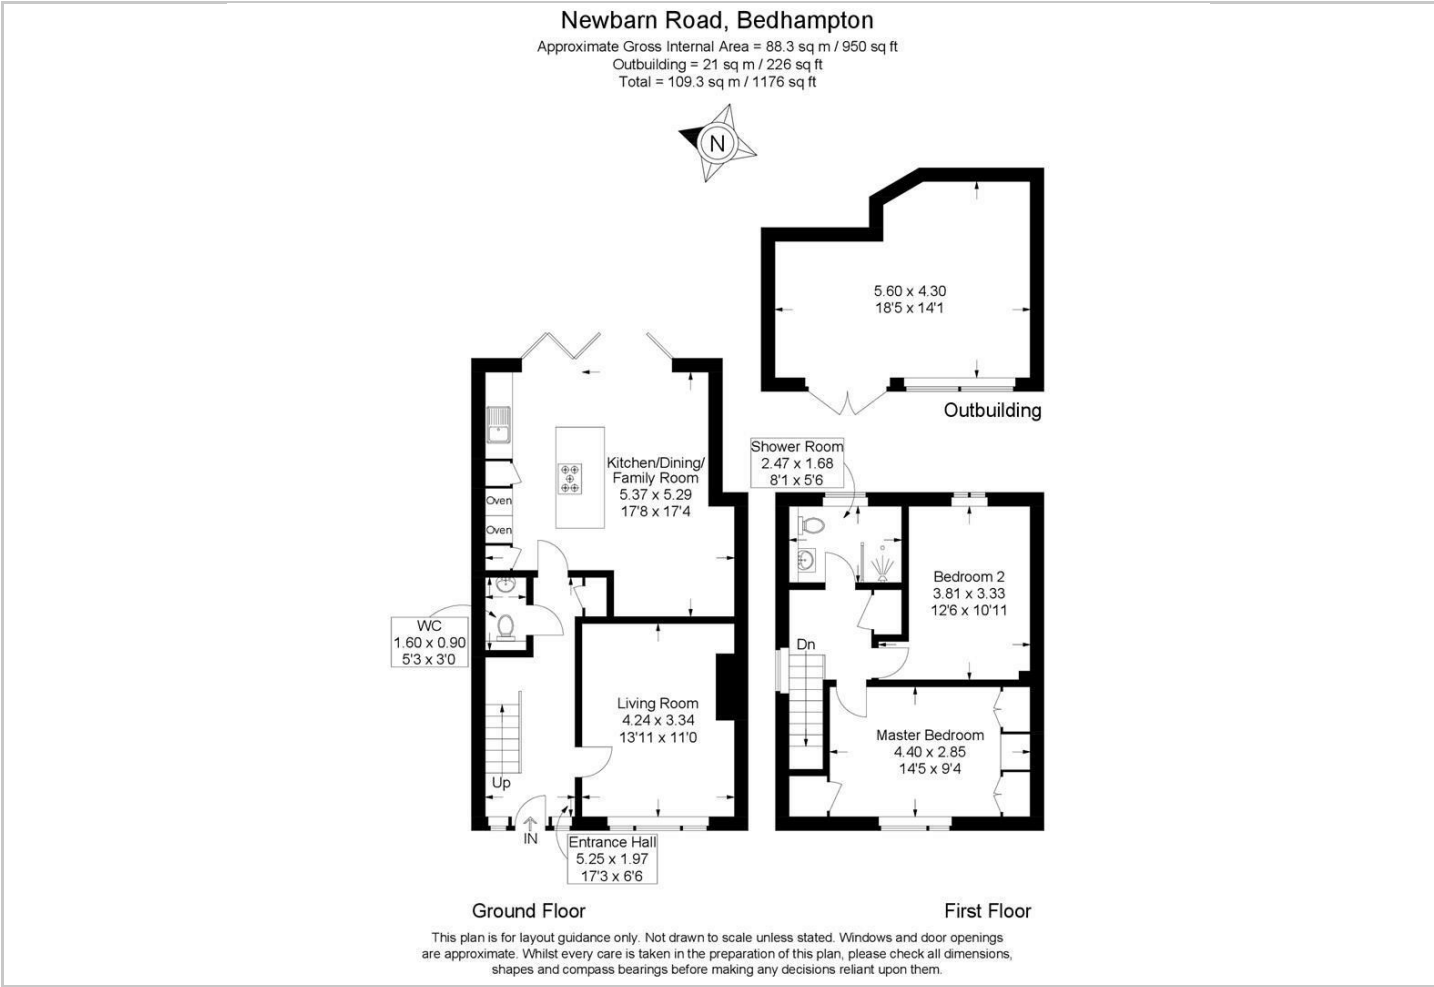 Newbarn Road, Bedhampton
Approximate Gross Internal Area = 88.3 sq m / 950 sq ft
Outbuilding = 21 sq m / 226 sq ft
Total = 109.3 sq m / 1176 sq ft
N
5.60 x 4.30
18'5 x 14'1
Outbuilding
Kitchen/Dining/
Family Room
5.37 x 5.29
17'8 x 17'4
Oven
Oven
WC
1.60 x 0.90
5'3 x 3'0
Living Room
4.24 x 3.34
13'11 x 11'0
Up
IN
Entrance Hall
5.25 x 1.97
17'3 x 6'6
Ground Floor
Shower Room
2.47 x 1.68
8'1 x 5'6
Bedroom 2
3.81 x 3.33
12'6 x 10'11
Dn
Master Bedroom
4.40 x 2.85
14'5 x 9'4
First Floor
This plan is for layout guidance only. Not drawn to scale unless stated. Windows and door openings
are approximate. Whilst every care is taken in the preparation of this plan, please check all dimensions,
shapes and compass bearings before making any decisions reliant upon them.